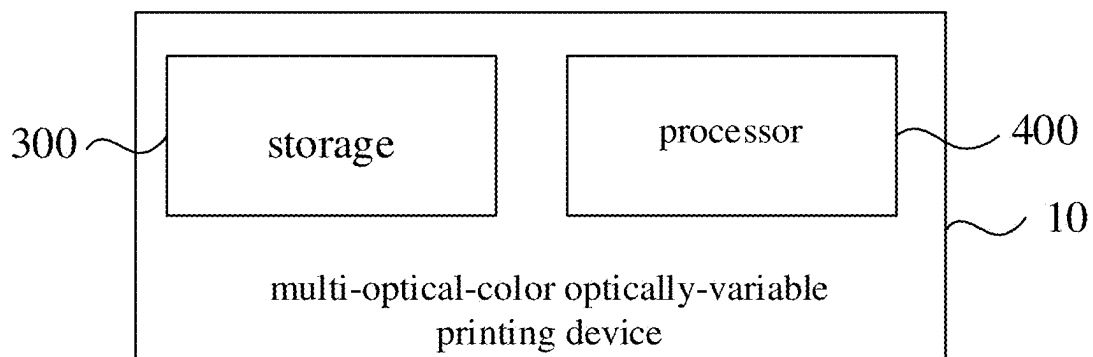 300
storage
processor
400
10
multi-optical-color optically-variable
printing device